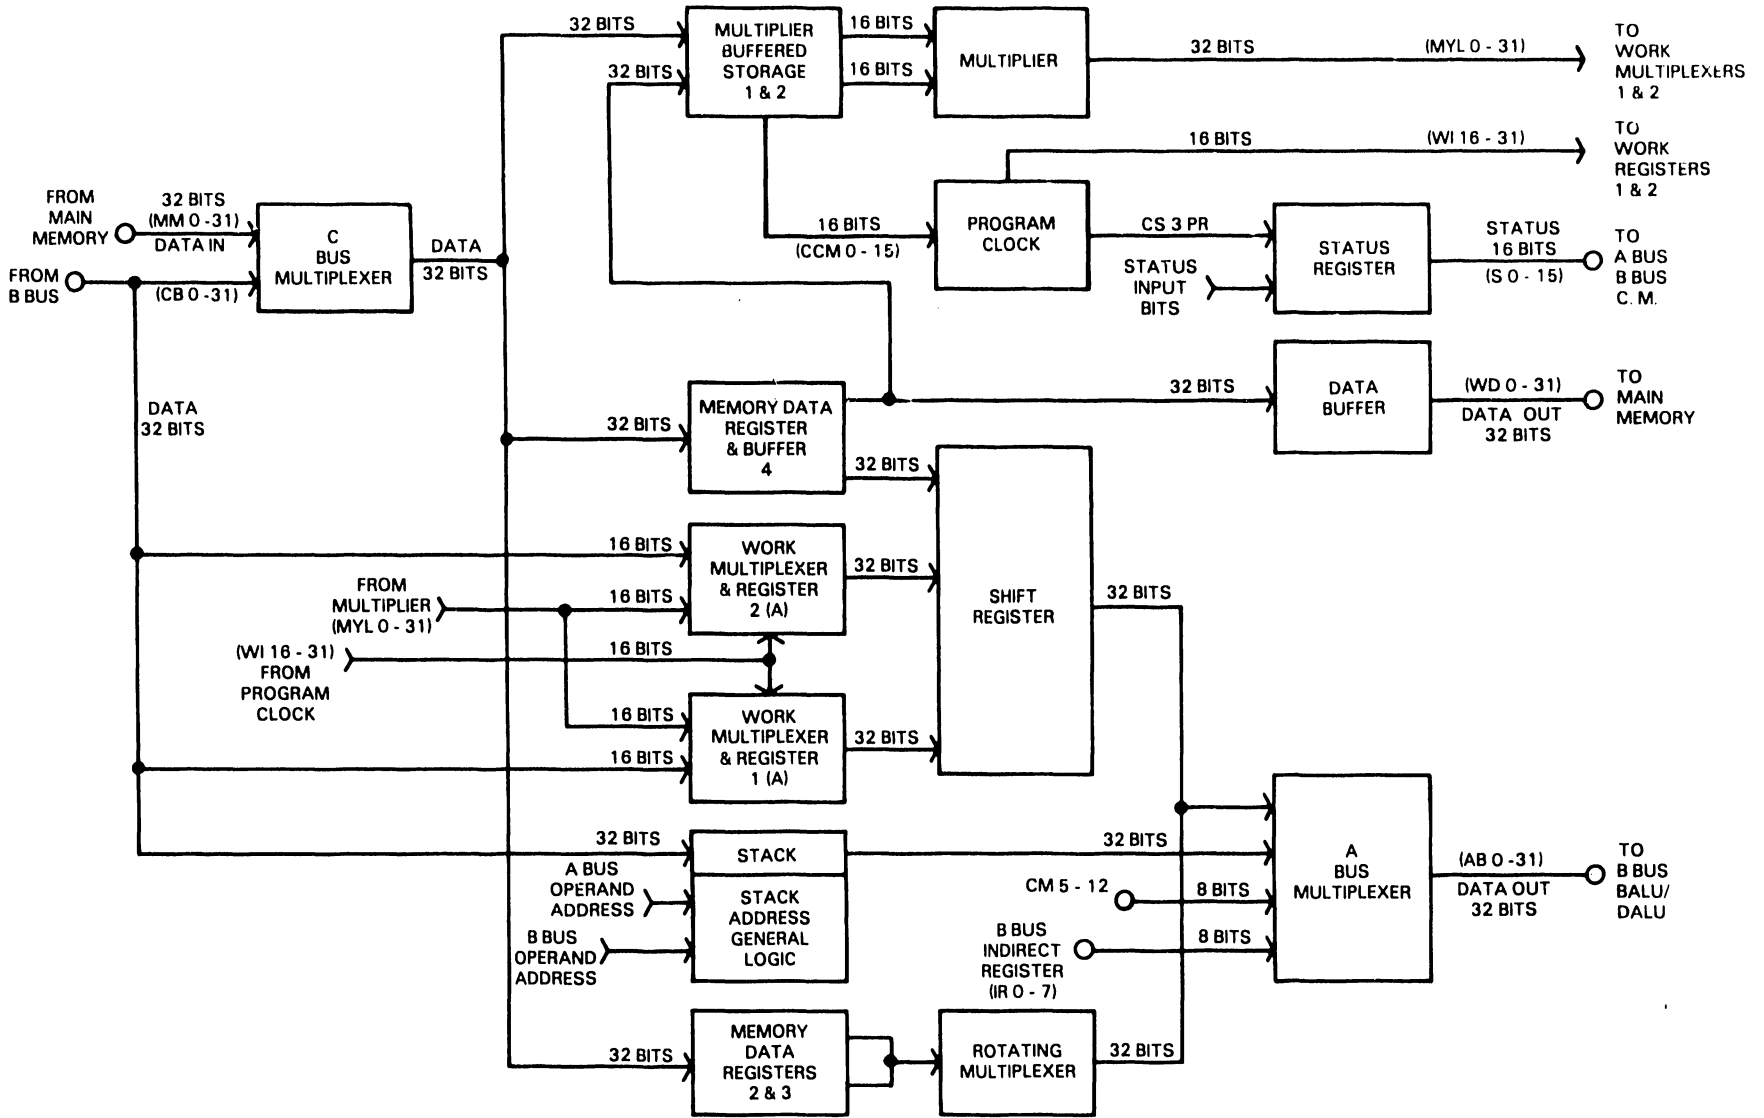 32 BITS
32 BITS
MULTIPLIER
BUFFERED
STORAGE
1 & 2
16 BITS
16 BITS
MULTIPLIER
32 BITS
(MYL 0 - 31)
TO
WORK
MULTIPLEXERS
1 & 2
16 BITS
(WI 16 - 31)
TO
WORK
REGISTERS
1 & 2
FROM
MAIN
MEMORY
32 BITS
(MM 0 - 31)
DATA IN
FROM
B BUS
(CB 0 - 31)
C
BUS
MULTIPLEXER
DATA
32 BITS
16 BITS
(CCM 0 - 15)
PROGRAM
CLOCK
CS 3 PR
STATUS
INPUT
BITS
STATUS
REGISTER
STATUS
16 BITS
(S 0 - 15)
TO
A BUS
B BUS
C. M.
DATA
32 BITS
32 BITS
MEMORY DATA
REGISTER
& BUFFER
4
32 BITS
32 BITS
DATA
BUFFER
(WD 0 - 31)
DATA OUT
32 BITS
TO
MAIN
MEMORY
16 BITS
FROM
MULTIPLIER
(MYL 0 - 31)
16 BITS
WORK
MULTIPLEXER
& REGISTER
2 (A)
32 BITS
SHIFT
REGISTER
32 BITS
(WI 16 - 31)
FROM
PROGRAM
CLOCK
16 BITS
16 BITS
16 BITS
WORK
MULTIPLEXER
& REGISTER
1 (A)
32 BITS
32 BITS
STACK
32 BITS
A BUS
OPERAND
ADDRESS
B BUS
OPERAND
ADDRESS
STACK
ADDRESS
GENERAL
LOGIC
CM 5 - 12
8 BITS
B BUS
INDIRECT
REGISTER
(IR 0 - 7)
8 BITS
A
BUS
MULTIPLEXER
(AB 0 - 31)
DATA OUT
32 BITS
TO
B BUS
BALU/
DALU
32 BITS
MEMORY
DATA
REGISTERS
2 & 3
ROTATING
MULTIPLEXER
32 BITS